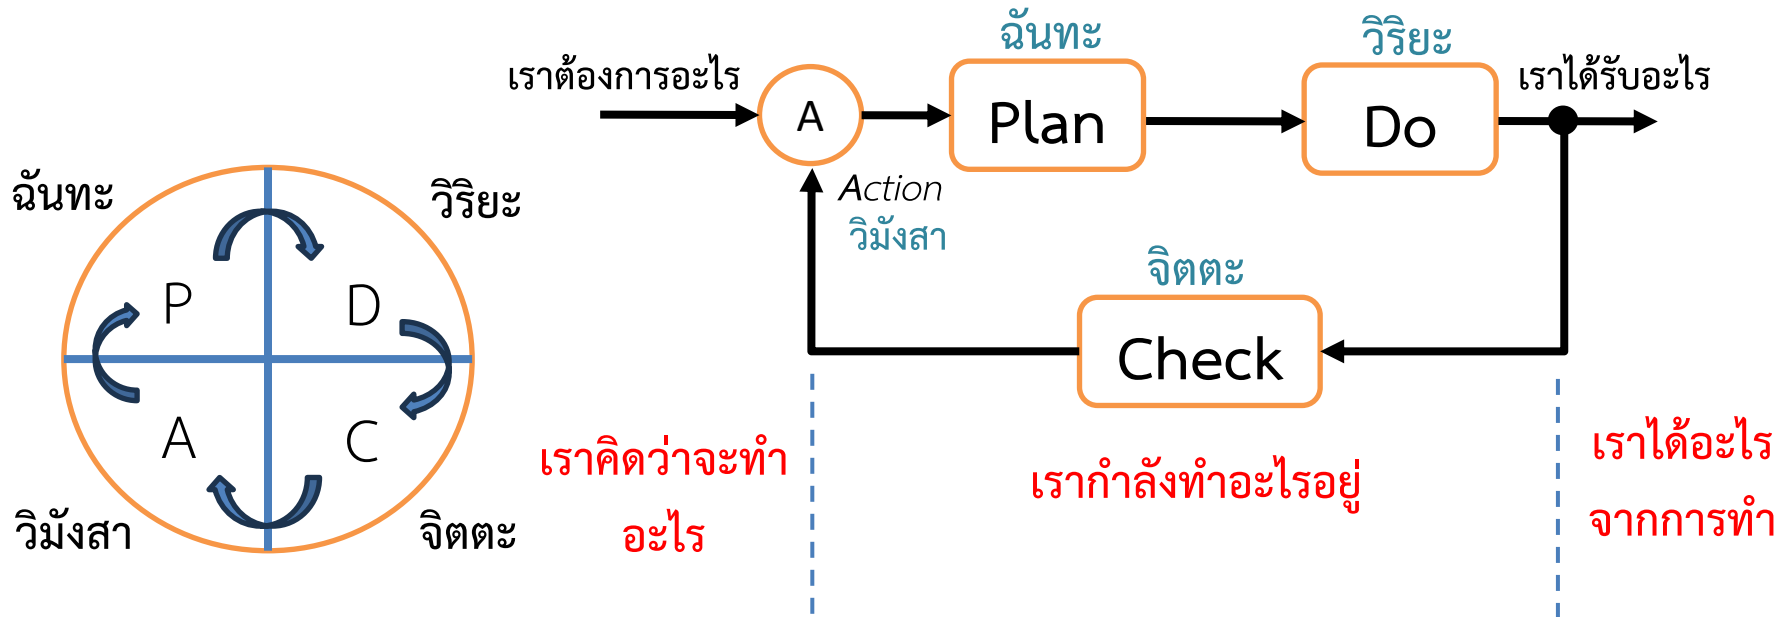 ฉันทะ
วิริยะ
P
D
A
C
วิมังสา
จิตตะ
เราต้องการอะไร
A
Action
วิมังสา
ฉันทะ
Plan
วิริยะ
Do
เราได้รับอะไร
จิตตะ
Check
เราคิดว่าจะทำ
อะไร
เรากำลังทำอะไรอยู่
เราได้อะไร
จากการทำ